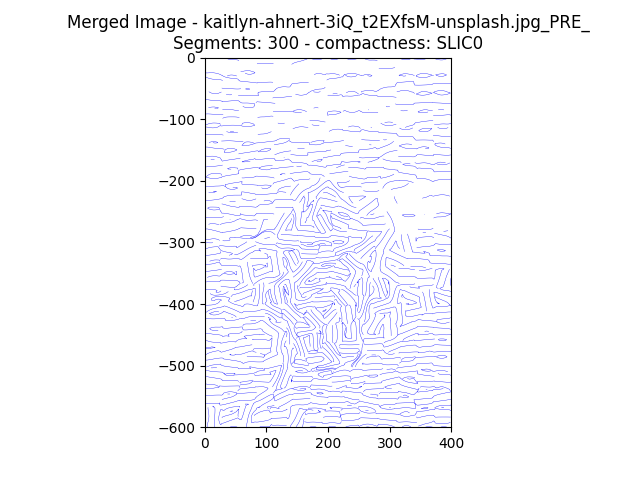 Merged Image - kaitlyn-ahnert-3iQ_t2EXfsM-unsplash.jpg_PRE_
Segments: 300 - compactness: SLIC0
0
−100
−200
−300
−400
−500
−600
0 100 200 300 400